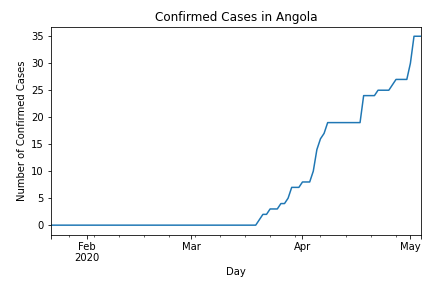 Confirmed Cases in Angola
Number of Confirmed Cases
35
30
25
20
15
10
5
0
Feb
2020
Mar
Apr
May
Day